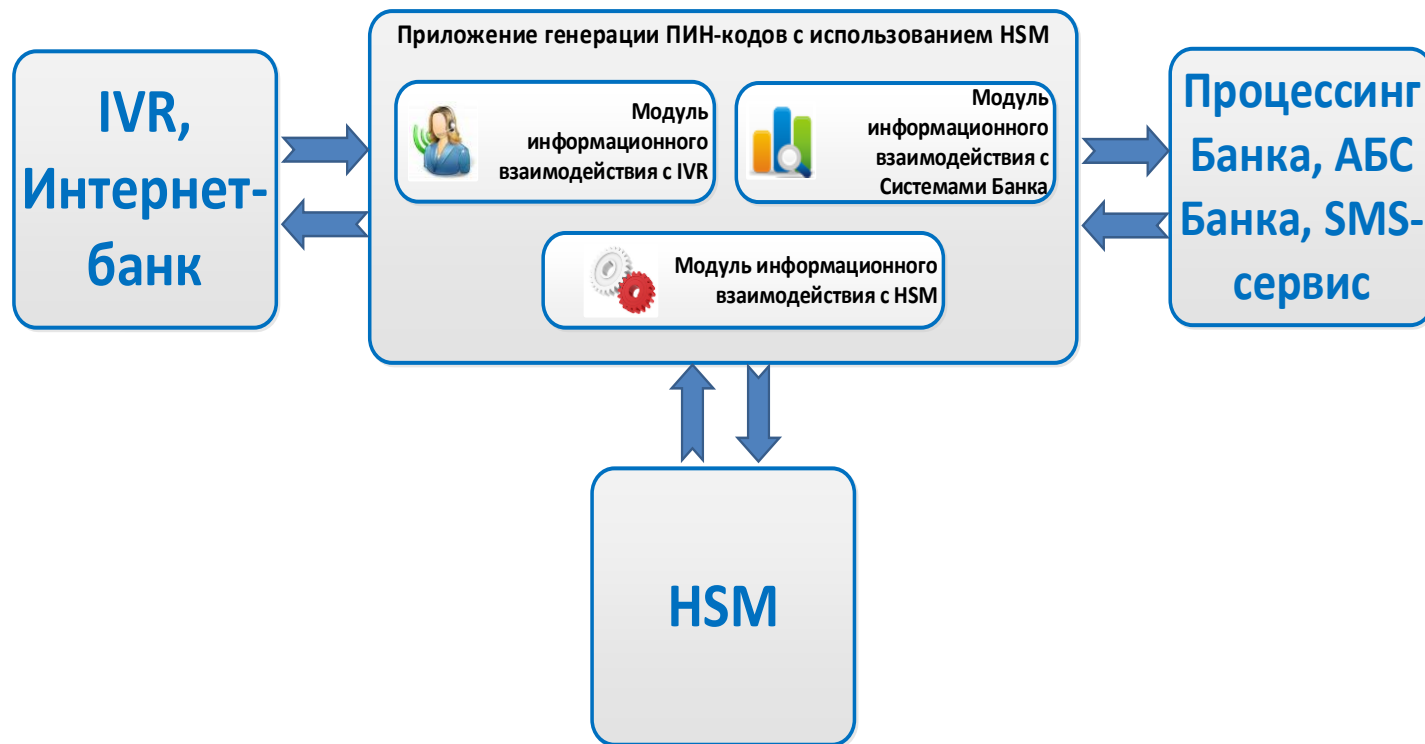 Приложение генерации ПИН-кодов с использованием HSM
IVR,
Интернет-
банк
Модуль
информационного
взаимодействия с IVR
Модуль
информационного
взаимодействия с
Системами Банка
Модуль информационного
взаимодействия с HSM
Процессинг
Банка, АБС
Банка, SMS-
сервис
HSM